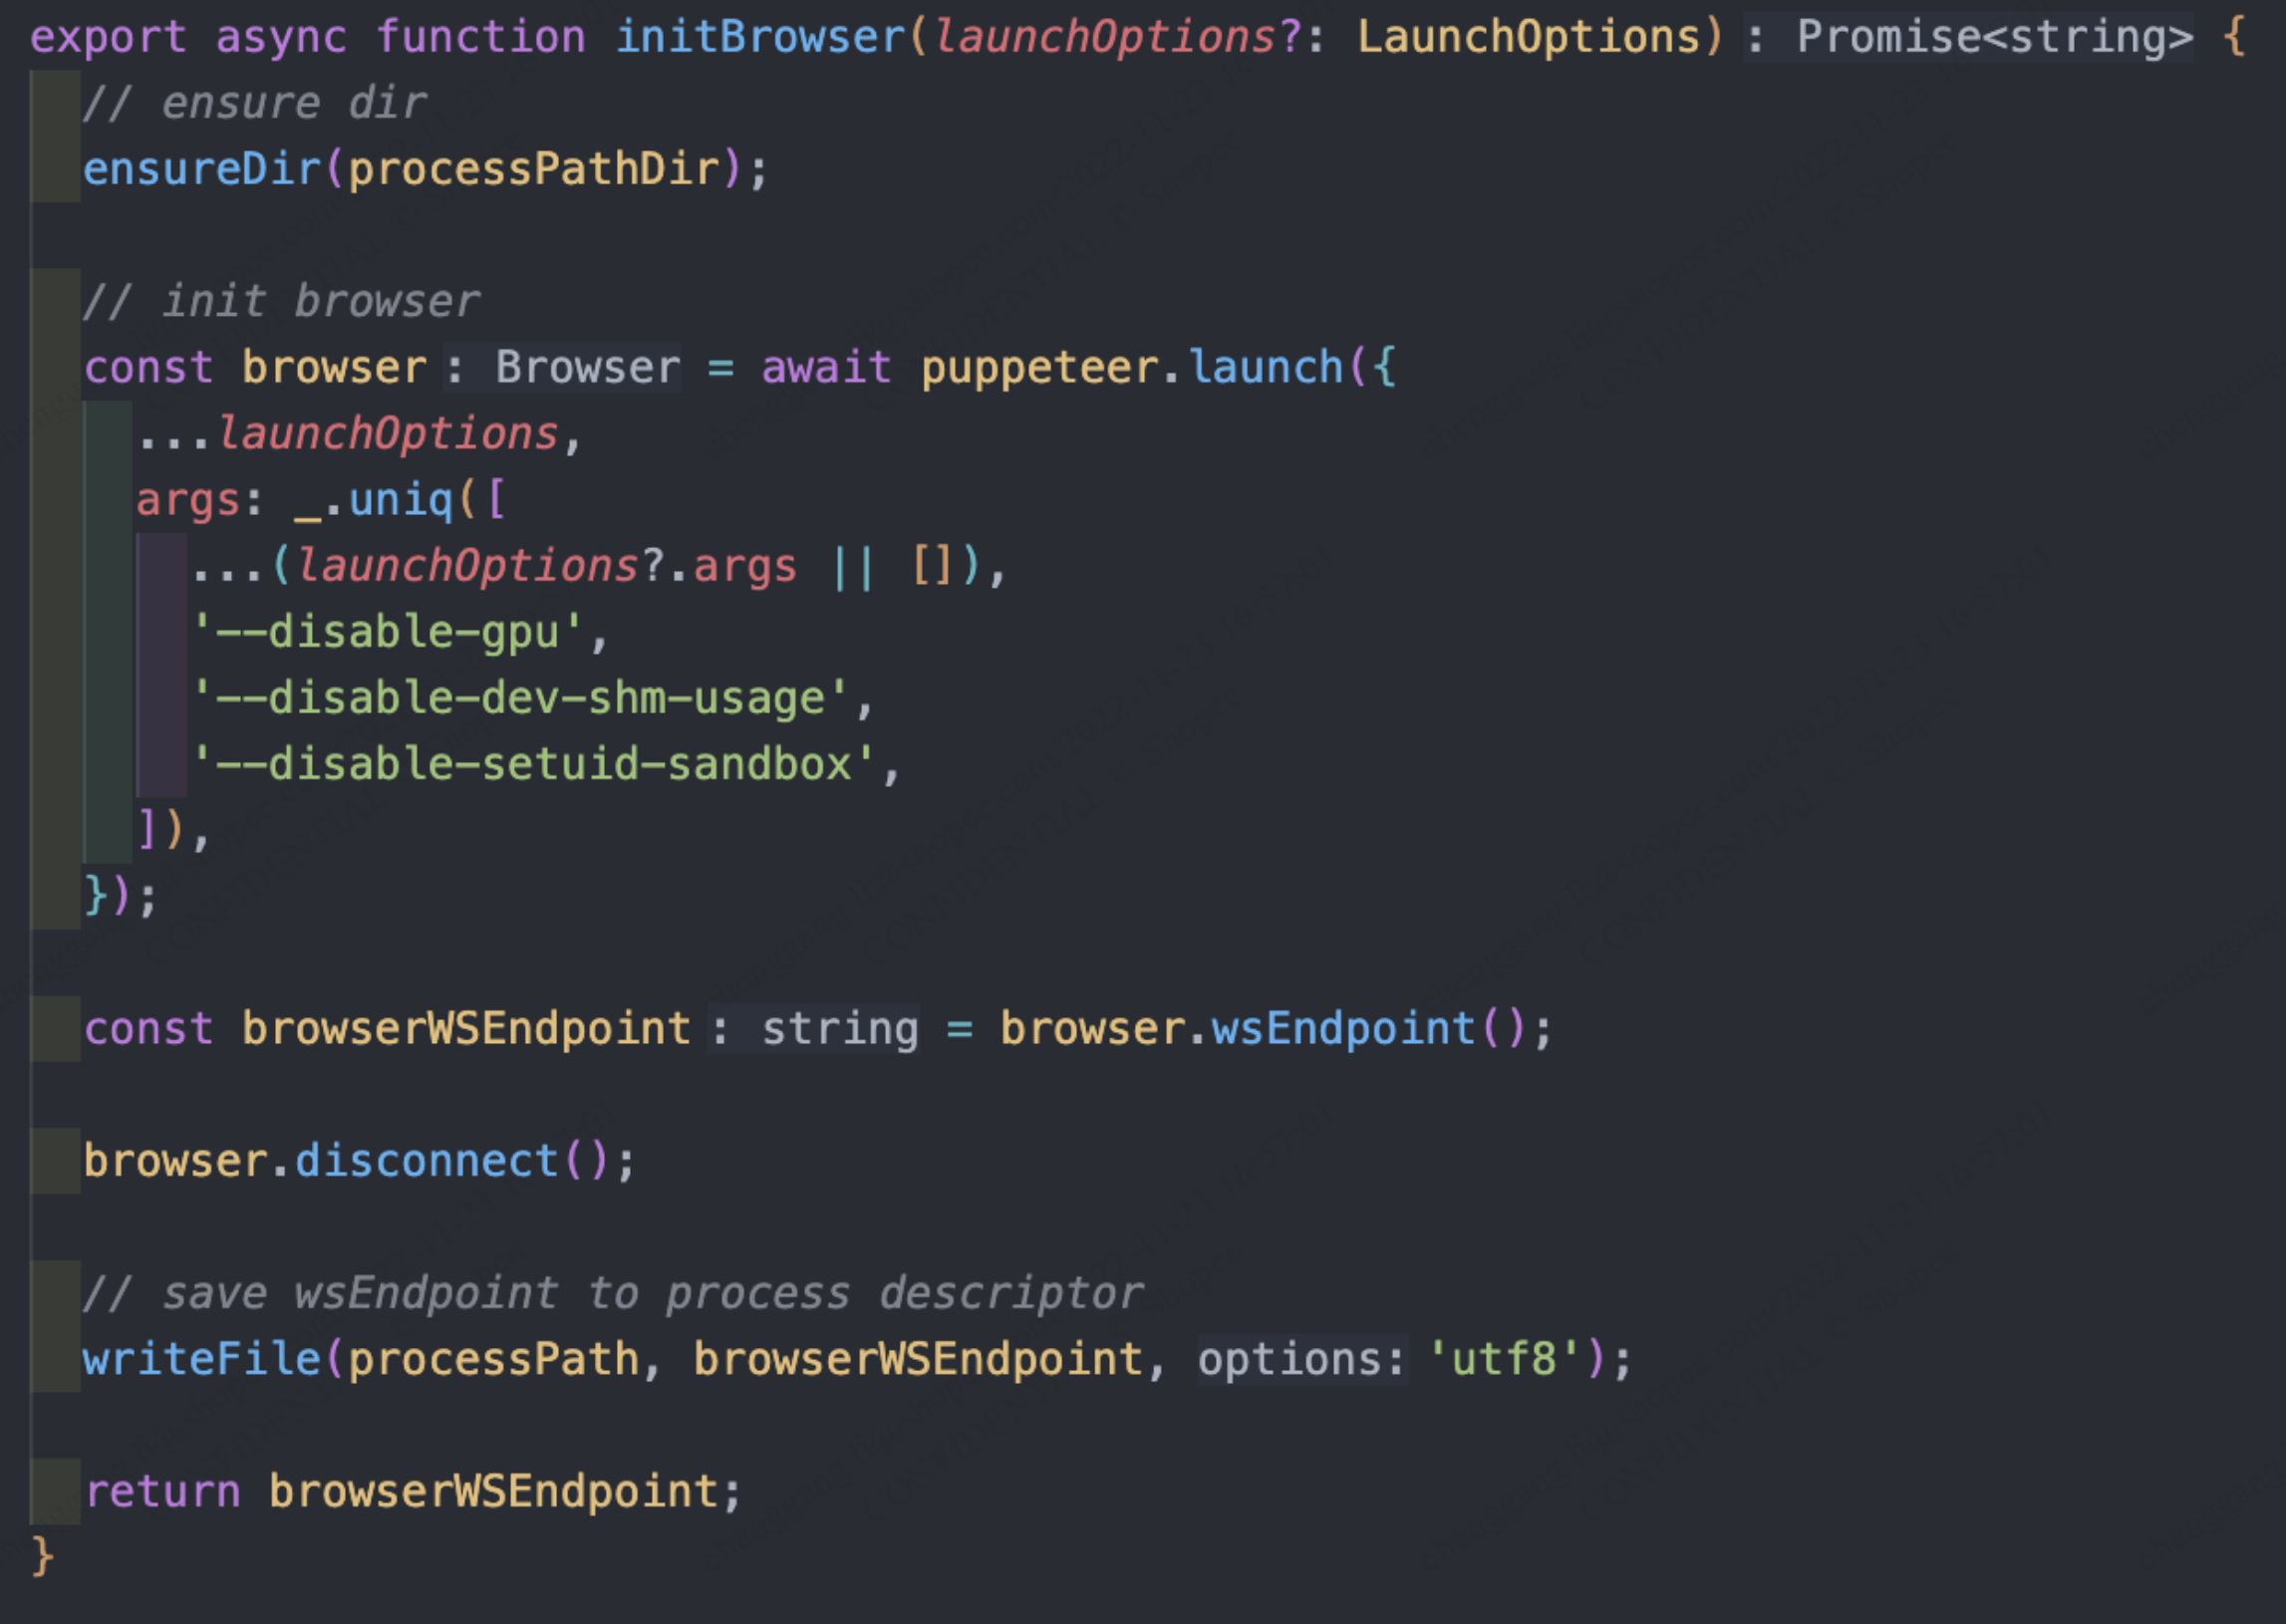 export async function initBrowser(launchOptions?: LaunchOptions) : Promise<string> {
// ensure dir
ensureDir(processPathDir);
// init browser
const browser : Browser = await puppeteer.launch({
...launchOptions,
args: _.uniq([
...(launchOptions?.args || []),
'--disable-gpu',
'--disable-dev-shm-usage',
'--disable-setuid-sandbox',
]),
});
const browserWSEndpoint : string = browser.wsEndpoint();
browser.disconnect();
// save wsEndpoint to process descriptor
writeFile(processPath, browserWSEndpoint, options: 'utf8');
return browserWSEndpoint;
}